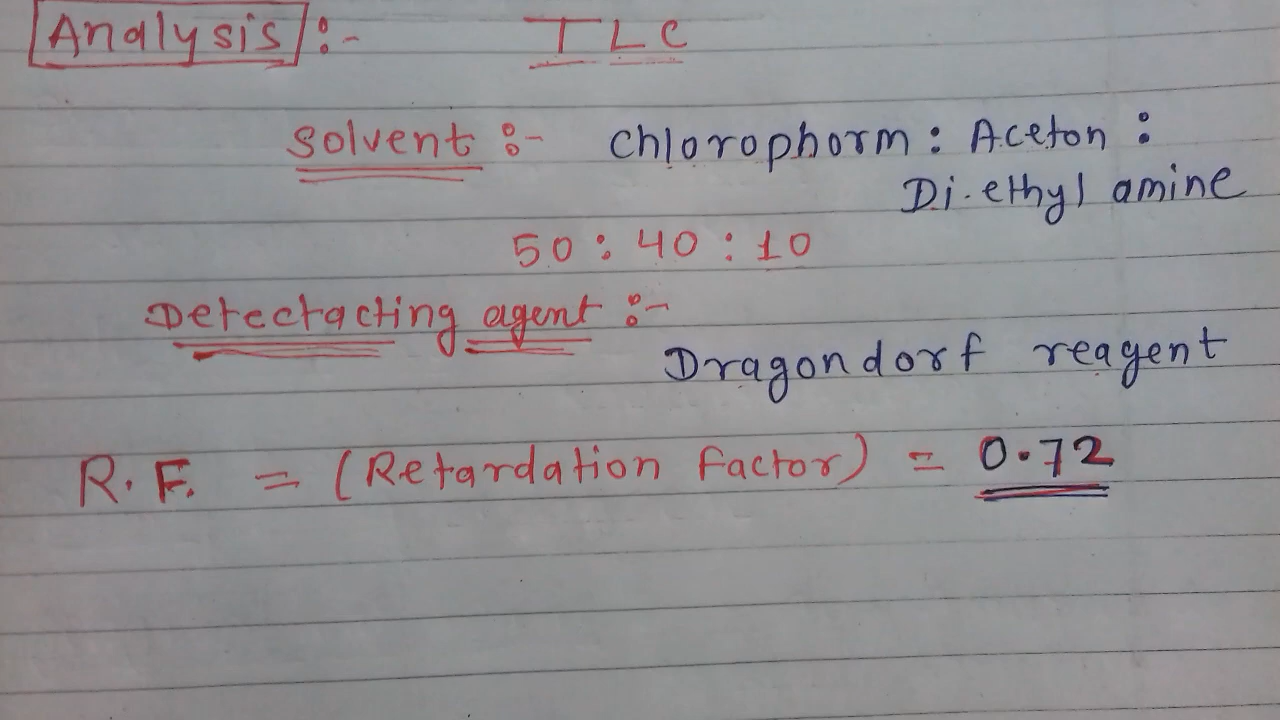 Analysis :- TLC
Solvent :- Chlorophorm : Aceton :
Di-ethyl amine
50 : 40 : 10
Detectacting agent :-
Dragondorf reagent
R.F. = (Retardation Factor) = 0.72